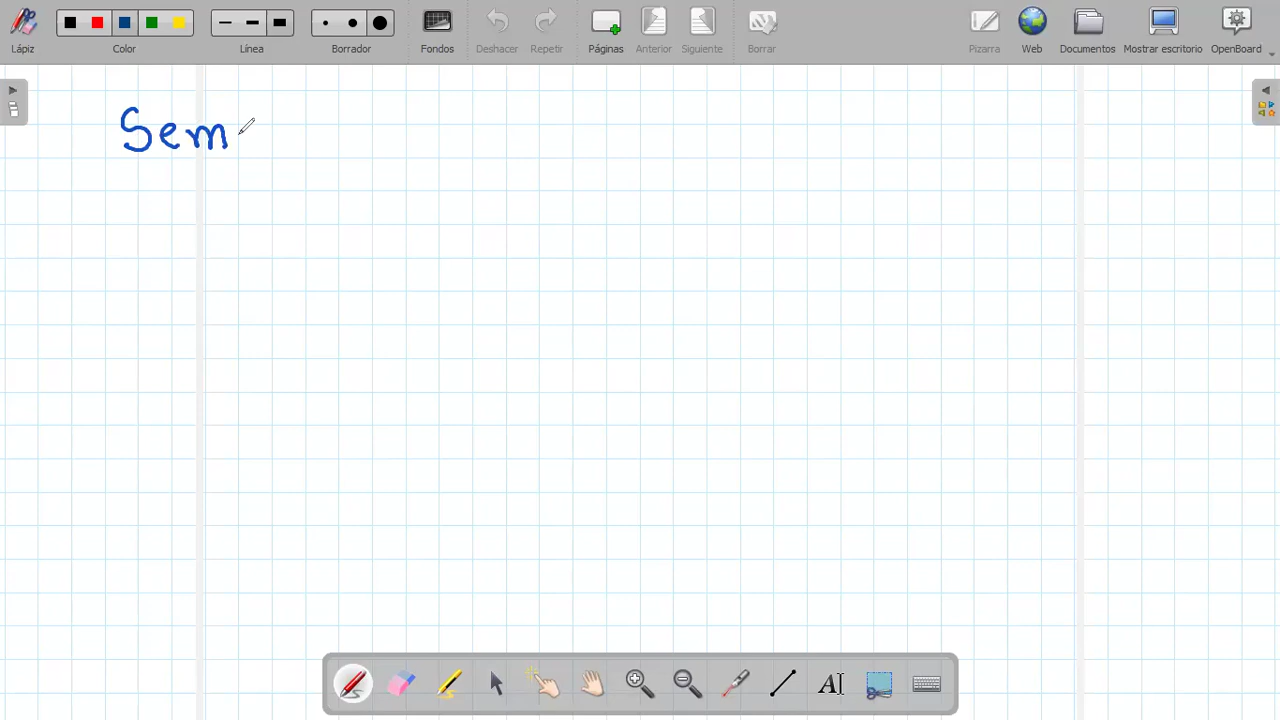 Lápiz Color Línea Borrador Fondos Deshacer Repetir Páginas Anterior Siguiente Borrar Pizarra Web Documentos Mostrar escritorio OpenBoard
Sem
A